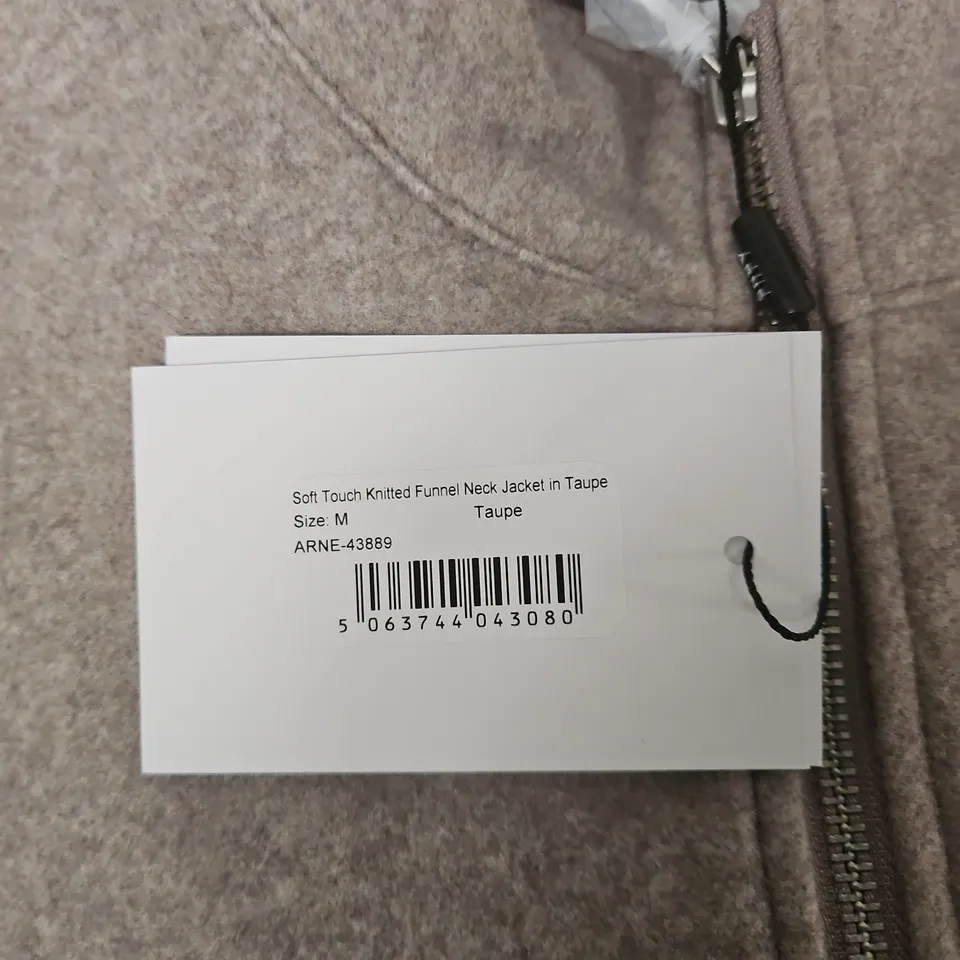 Soft Touch Knitted Funnel Neck Jacket in Taupe
Size: M Taupe
ARNE-43889
5 063744 043080